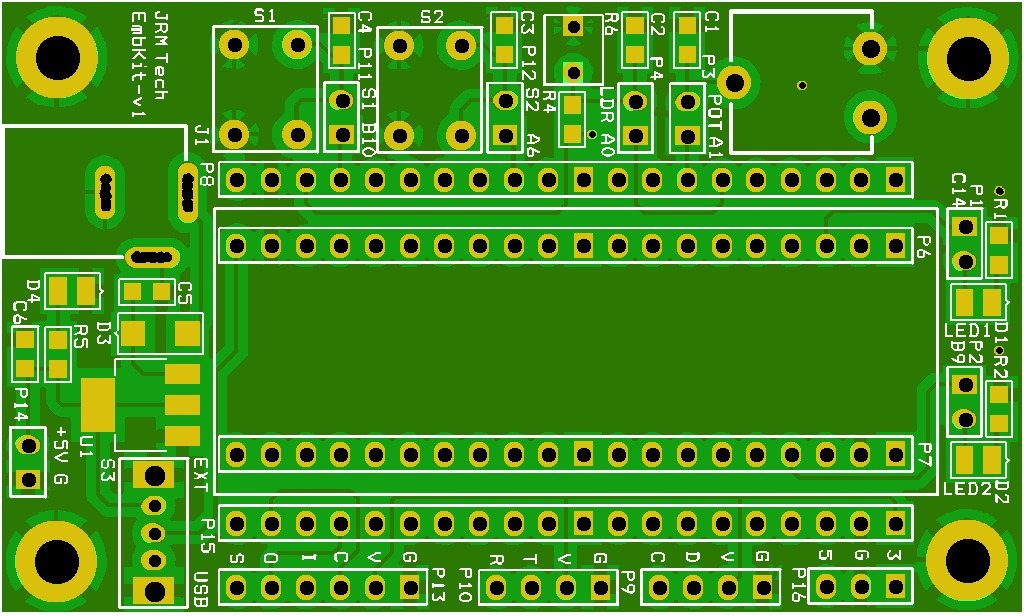 JRM Tech
EmbKit-v1
S1
C4
P11
S1 B10
S2
C3
P12
S2 A6
R4
R6
C2
P4
LDR A0
C1
P3
POT A1
J1
P8
P6
C14
P1
R1
D4
C5
C6
R5
D3
LED1
D1
B9
P2
R2
P14
+5V G
U1
S3
EXT
P7
LED2
D2
P15
USB
S O I C V G
P13
P10
R T V G
P9
C D V G
P16
5 G 3